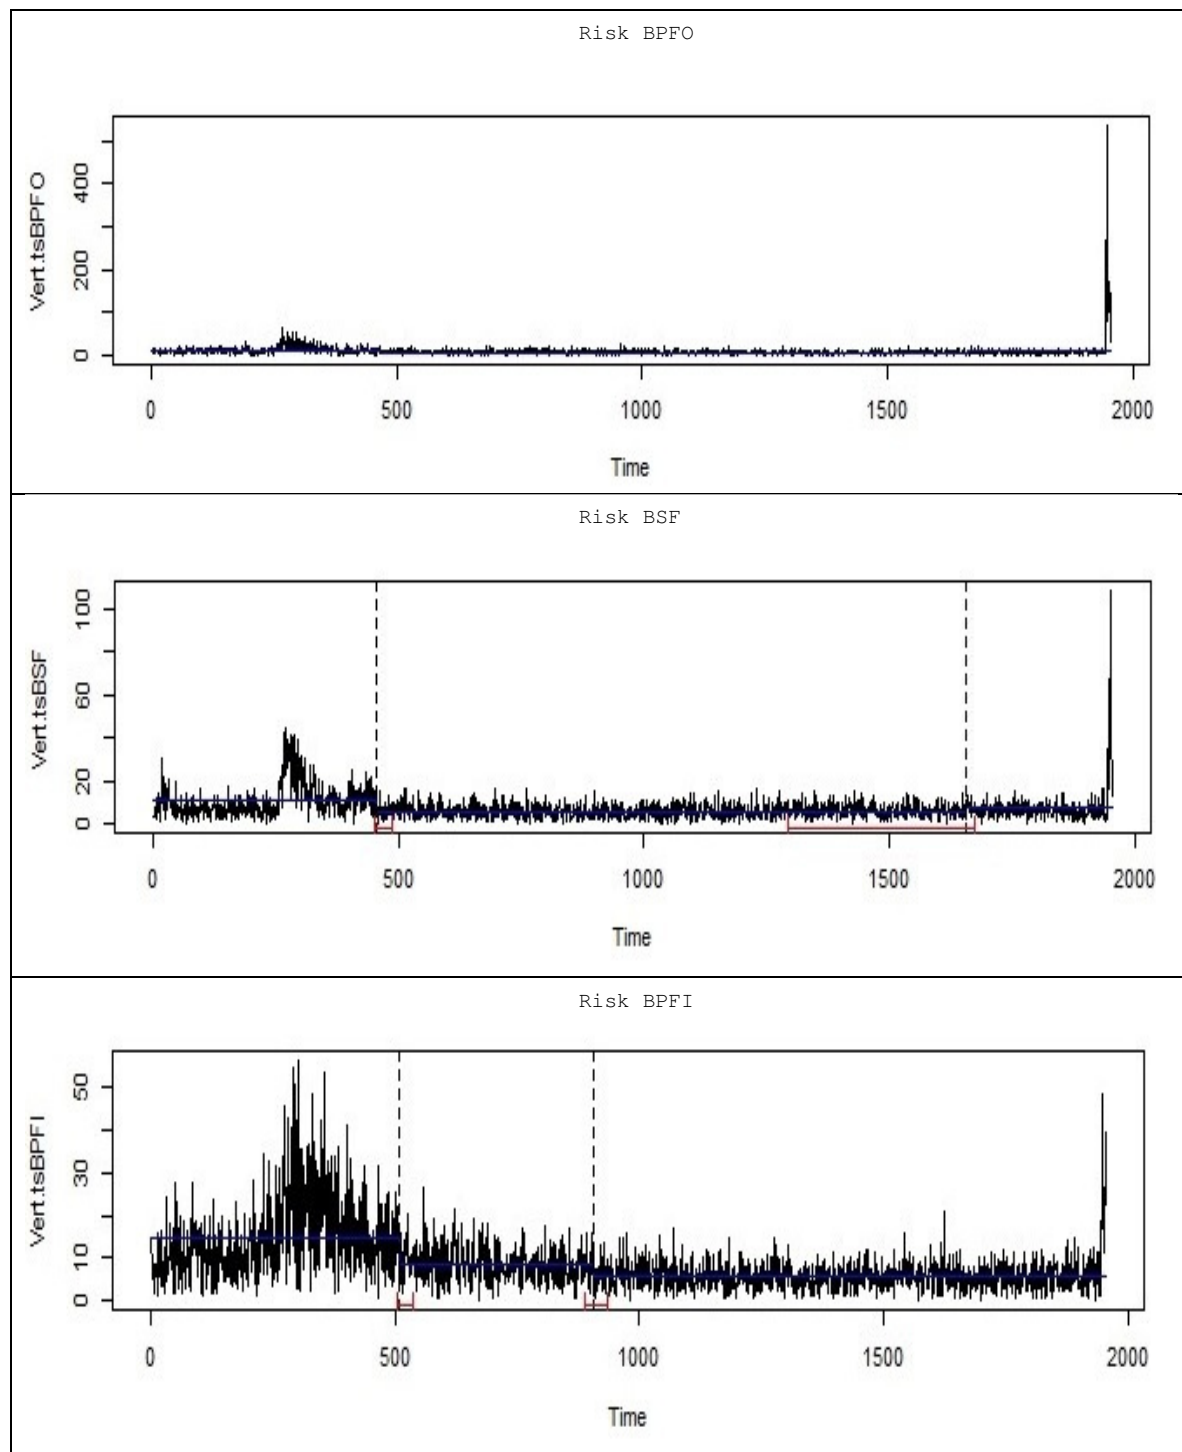 Risk BPFO
Vert.tsBPFO
400
200
0
0 500 1000 1500 2000
Time
Risk BSF
Vert.tsBSF
100
60
20
0
0 500 1000 1500 2000
Time
Risk BPFI
Vert.tsBPFI
50
30
10
0
0 500 1000 1500 2000
Time